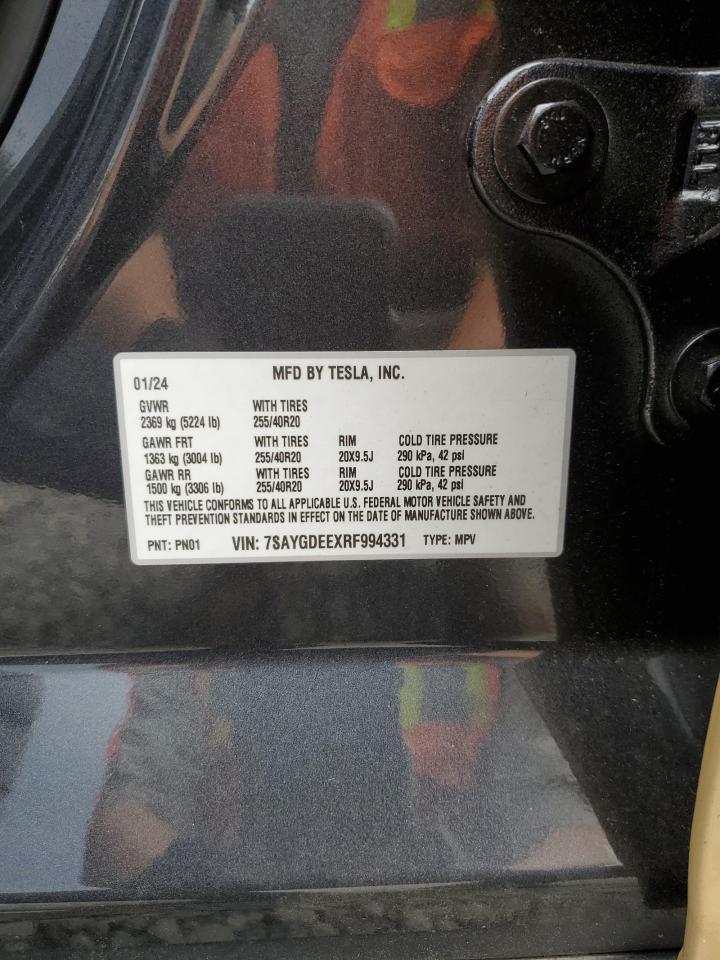 MFD BY TESLA, INC.
01/24
GVWR WITH TIRES
2369 kg (5224 lb) 255/40R20
GAWR FRT WITH TIRES RIM COLD TIRE PRESSURE
1363 kg (3004 lb) 255/40R20 20X9.5J 290 kPa, 42 psi
GAWR RR WITH TIRES RIM COLD TIRE PRESSURE
1500 kg (3306 lb) 255/40R20 20X9.5J 290 kPa, 42 psi
THIS VEHICLE CONFORMS TO ALL APPLICABLE U.S. FEDERAL MOTOR VEHICLE SAFETY AND
THEFT PREVENTION STANDARDS IN EFFECT ON THE DATE OF MANUFACTURE SHOWN ABOVE.
PNT: PN01 VIN: 7SAYGDEEXRF994331 TYPE: MPV